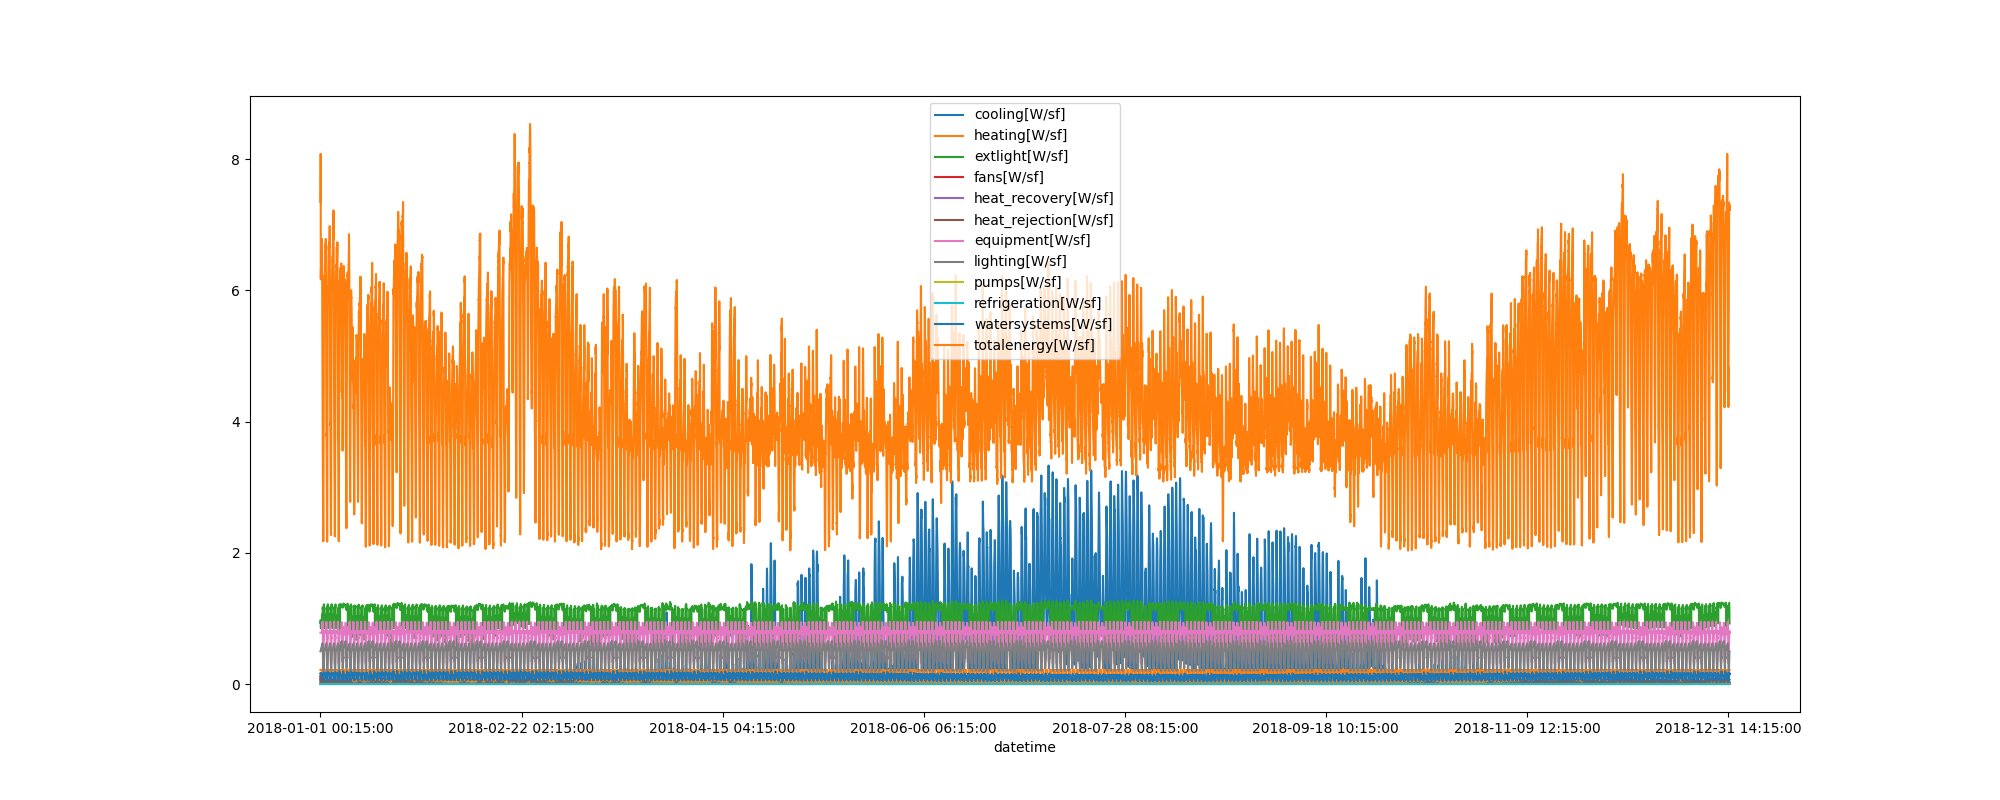 cooling[W/sf]
heating[W/sf]
extlight[W/sf]
fans[W/sf]
heat_recovery[W/sf]
heat_rejection[W/sf]
equipment[W/sf]
lighting[W/sf]
pumps[W/sf]
refrigeration[W/sf]
watersystems[W/sf]
totalenergy[W/sf]
8
6
4
2
0
2018-01-01 00:15:00 2018-02-22 02:15:00 2018-04-15 04:15:00 2018-06-06 06:15:00 2018-07-28 08:15:00 2018-09-18 10:15:00 2018-11-09 12:15:00 2018-12-31 14:15:00
datetime